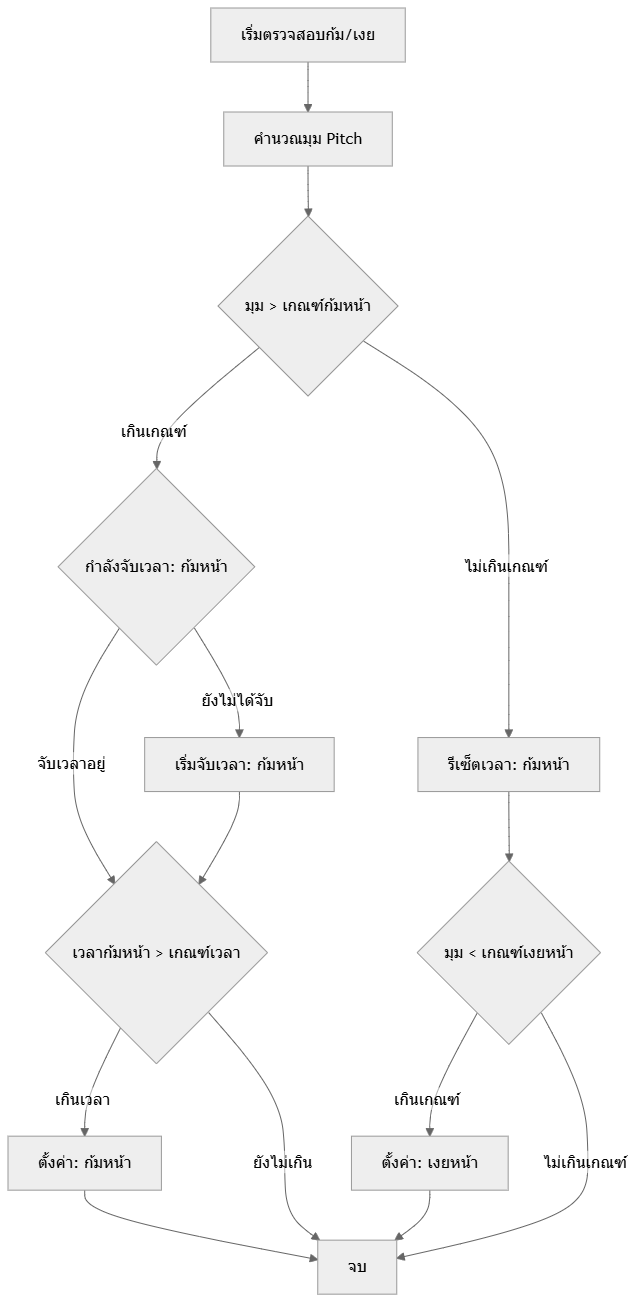 เริ่มตรวจสอบก้ม/เงย
คำนวณมุม Pitch
มุม > เกณฑ์ก้มหน้า
เกินเกณฑ์
กำลังจับเวลา: ก้มหน้า
ไม่เกินเกณฑ์
ยังไม่ได้จับ
จับเวลาอยู่
เริ่มจับเวลา: ก้มหน้า
รีเซ็ตเวลา: ก้มหน้า
เวลาก้มหน้า > เกณฑ์เวลา
มุม < เกณฑ์เงยหน้า
เกินเวลา
เกินเกณฑ์
ตั้งค่า: ก้มหน้า
ยังไม่เกิน
ตั้งค่า: เงยหน้า
ไม่เกินเกณฑ์
จบ